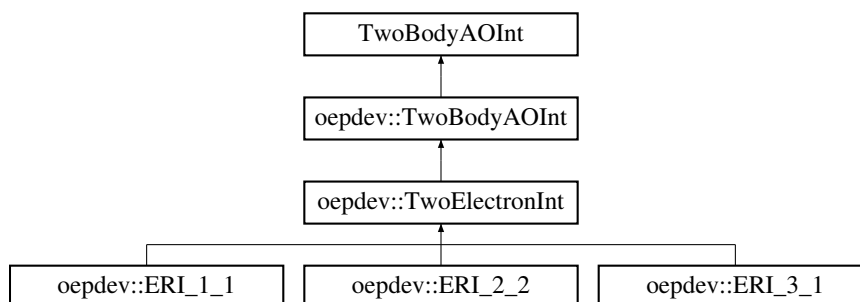 TwoBodyAOInt
oepdev::TwoBodyAOInt
oepdev::TwoElectronInt
oepdev::ERI_1_1
oepdev::ERI_2_2
oepdev::ERI_3_1